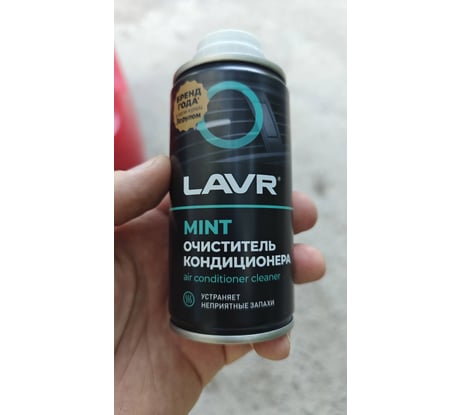 БРЕНД
ГОДА*
LAVR®
MINT
ОЧИСТИТЕЛЬ
КОНДИЦИОНЕРА
air conditioner cleaner
УСТРАНЯЕТ
НЕПРИЯТНЫЕ ЗАПАХИ